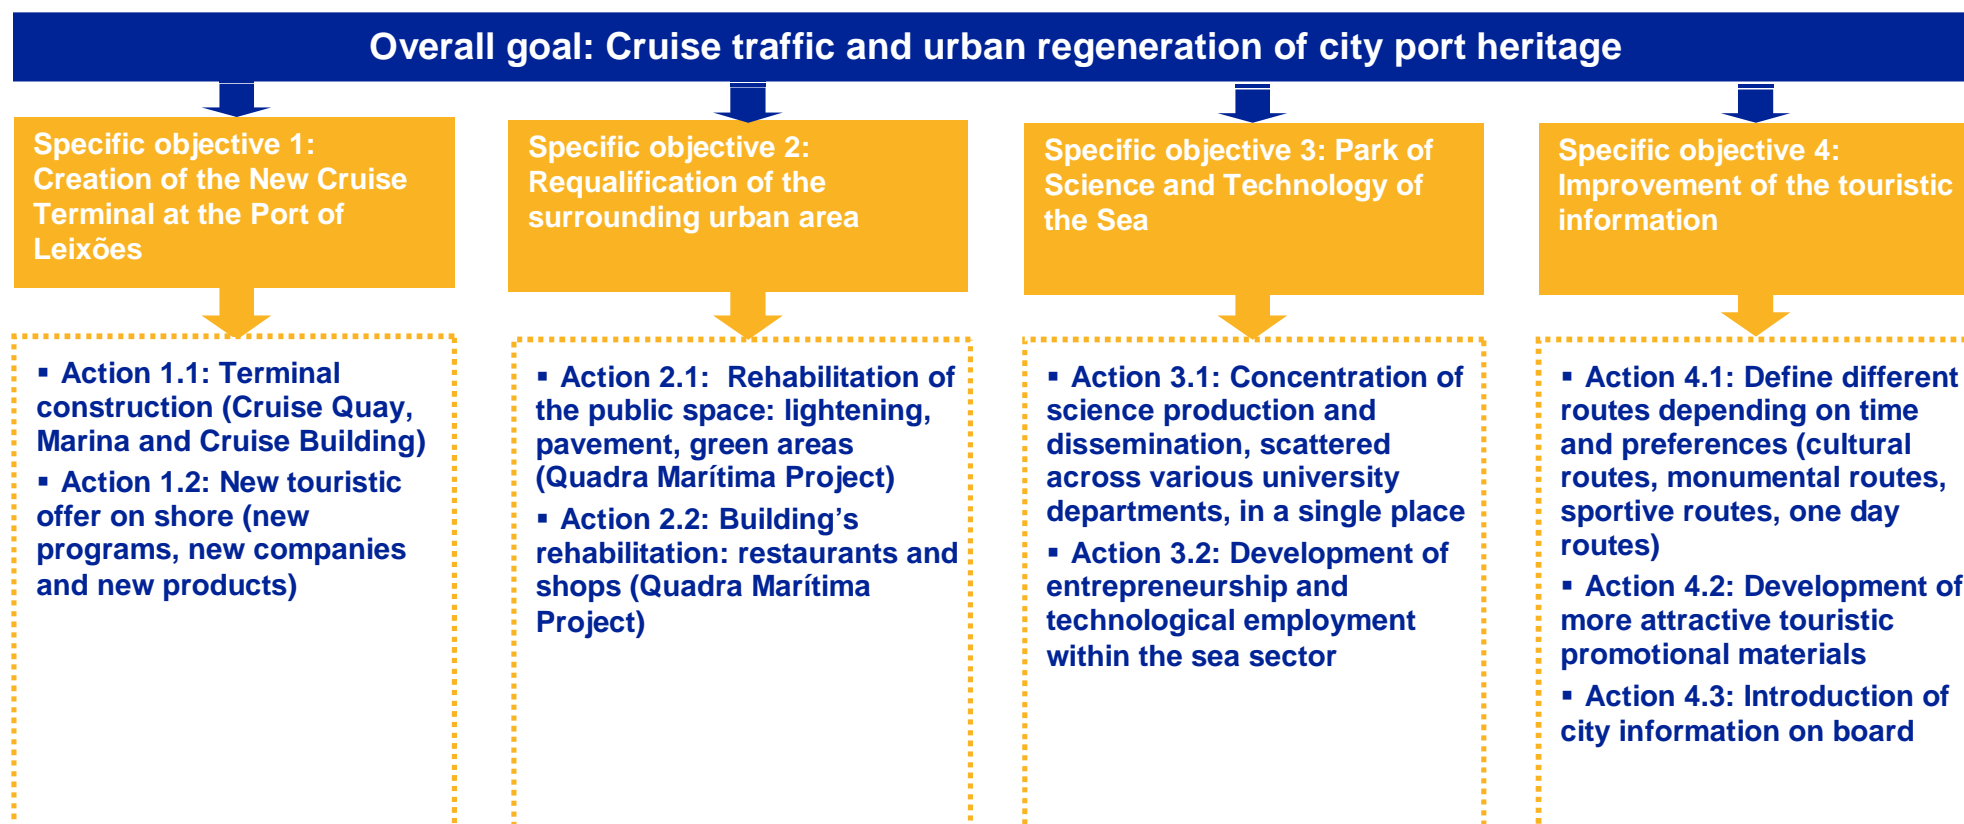 Overall goal: Cruise traffic and urban regeneration of city port heritage
Specific objective 1:
Creation of the New Cruise
Terminal at the Port of
Leixões
Specific objective 2:
Requalification of the
surrounding urban area
Specific objective 3: Park of
Science and Technology of
the Sea
Specific objective 4:
Improvement of the touristic
information
▪ Action 1.1: Terminal
construction (Cruise Quay,
Marina and Cruise Building)
▪ Action 1.2: New touristic
offer on shore (new
programs, new companies
and new products)
▪ Action 2.1:  Rehabilitation of
the public space: lightening,
pavement, green areas
(Quadra Marítima Project)
▪ Action 2.2: Building’s
rehabilitation: restaurants and
shops (Quadra Marítima
Project)
▪ Action 3.1: Concentration of
science production and
dissemination, scattered
across various university
departments, in a single place
▪ Action 3.2: Development of
entrepreneurship and
technological employment
within the sea sector
▪ Action 4.1: Define different
routes depending on time
and preferences (cultural
routes, monumental routes,
sportive routes, one day
routes)
▪ Action 4.2: Development of
more attractive touristic
promotional materials
▪ Action 4.3: Introduction of
city information on board